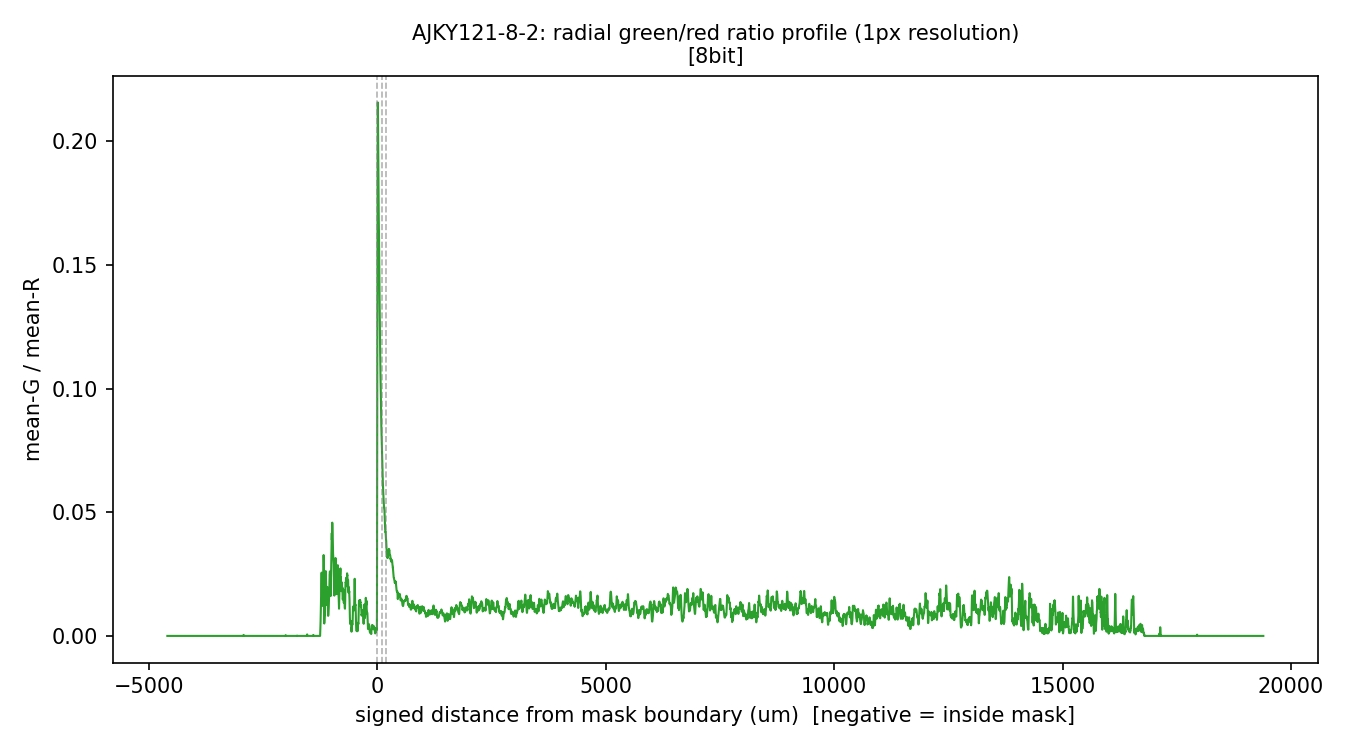 AJKY121-8-2: radial green/red ratio profile (1px resolution)
[8bit]
mean-G / mean-R
0.20
0.15
0.10
0.05
0.00
−5000 0 5000 10000 15000 20000
signed distance from mask boundary (um) [negative = inside mask]